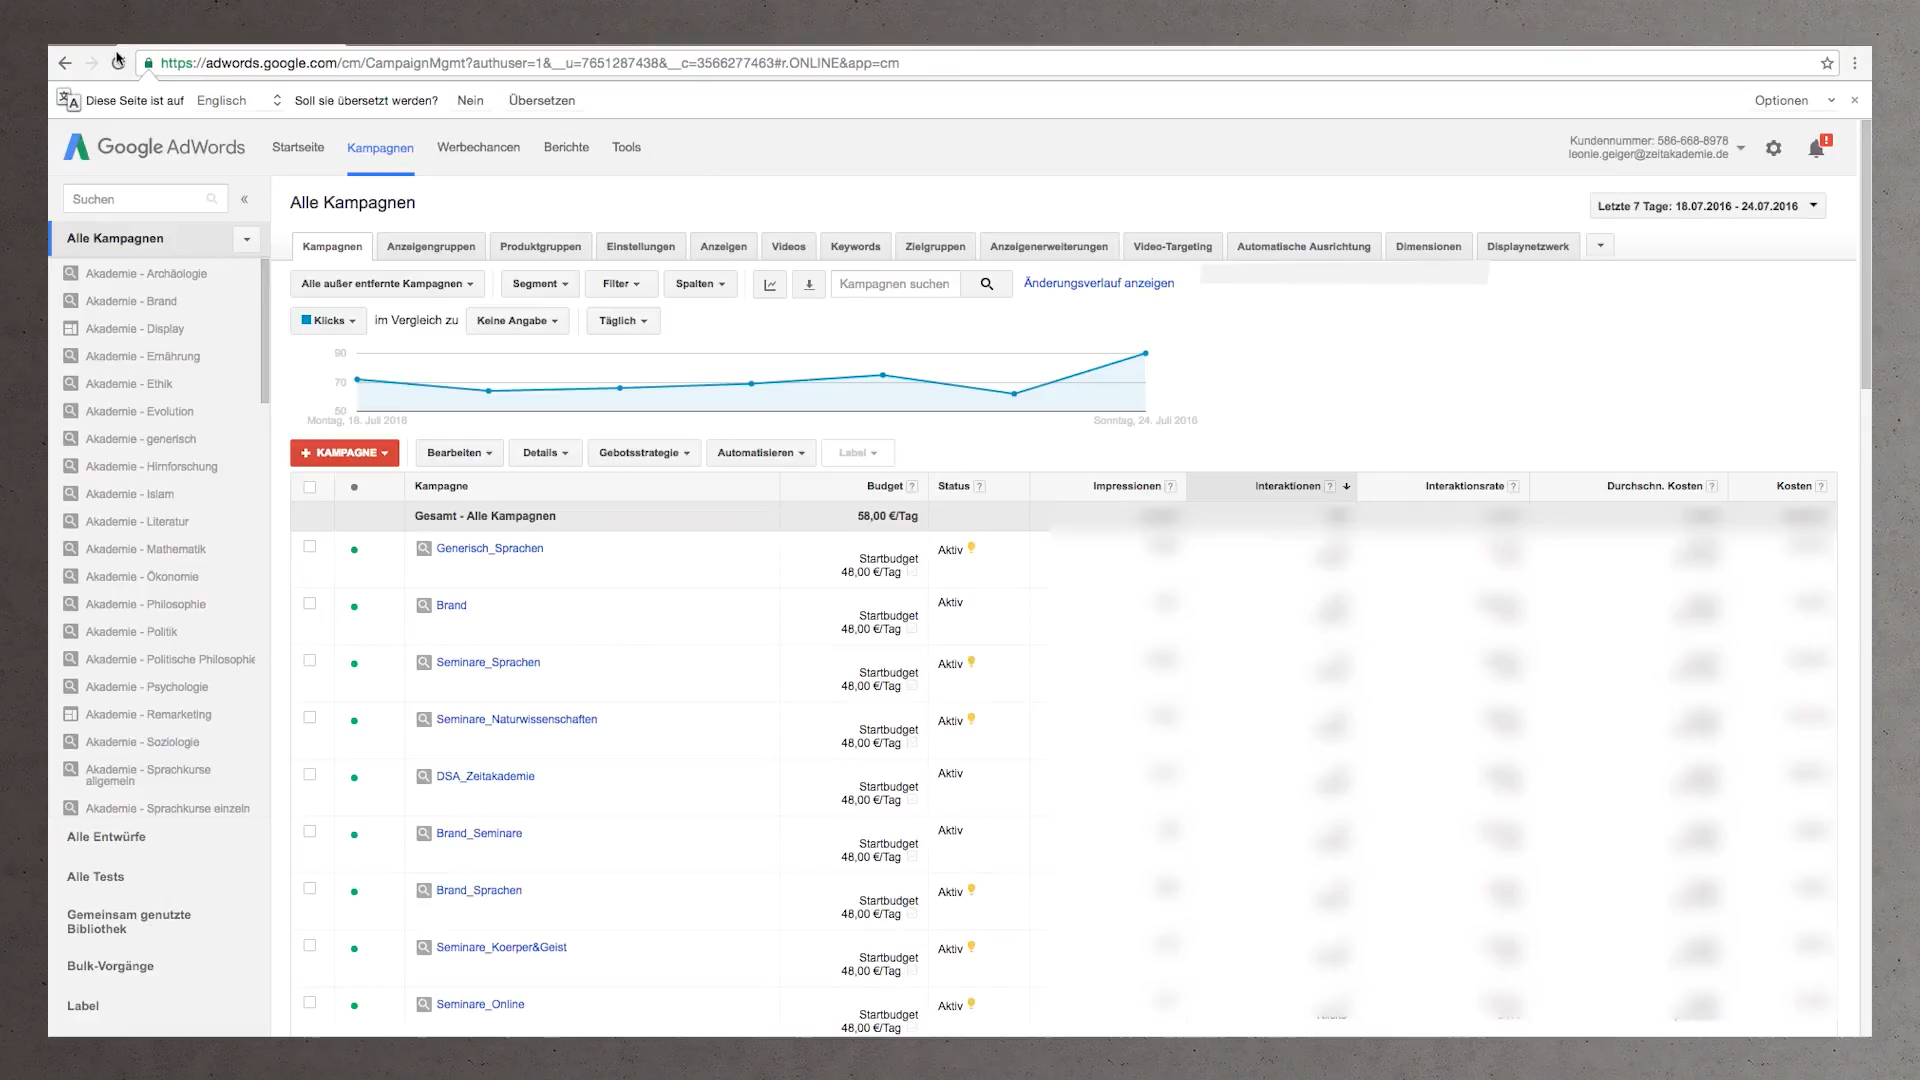 https://adwords.google.com/cm/CampaignMgmt?authuser=1&__u=7651287438&__c=3566277463#r.ONLINE&app=cm
Diese Seite ist auf Englisch Soll sie übersetzt werden? Nein Übersetzen Optionen
Google AdWords Startseite Kampagnen Werbechancen Berichte Tools
Kundennummer: 586-668-8978
leonie.geiger@zeitakademie.de
Suchen
Alle Kampagnen
Akademie - Archäologie
Akademie - Brand
Akademie - Display
Akademie - Ernährung
Akademie - Ethik
Akademie - Evolution
Akademie - generisch
Akademie - Hirnforschung
Akademie - Islam
Akademie - Literatur
Akademie - Mathematik
Akademie - Ökonomie
Akademie - Philosophie
Akademie - Politik
Akademie - Politische Philosophie
Akademie - Psychologie
Akademie - Remarketing
Akademie - Soziologie
Akademie - Sprachkurse
allgemein
Akademie - Sprachkurse einzeln
Alle Entwürfe
Alle Tests
Gemeinsam genutzte
Bibliothek
Bulk-Vorgänge
Label
Alle Kampagnen
Letzte 7 Tage: 18.07.2016 - 24.07.2016
Kampagnen Anzeigengruppen Produktgruppen Einstellungen Anzeigen Videos Keywords Zielgruppen Anzeigenerweiterungen Video-Targeting Automatische Ausrichtung Dimensionen Displaynetzwerk
Alle außer entfernte Kampagnen Segment Filter Spalten Kampagnen suchen Änderungsverlauf anzeigen
Klicks im Vergleich zu Keine Angabe Täglich
90
70
50
Montag, 18. Juli 2016 Sonntag, 24. Juli 2016
+ KAMPAGNE Bearbeiten Details Gebotsstrategie Automatisieren Label
Kampagne Budget ? Status ? Impressionen ? Interaktionen ? Interaktionsrate ? Durchschn. Kosten ? Kosten ?
Gesamt - Alle Kampagnen 58,00 €/Tag
Generisch_Sprachen Startbudget Aktiv
48,00 €/Tag
Brand Startbudget Aktiv
48,00 €/Tag
Seminare_Sprachen Startbudget Aktiv
48,00 €/Tag
Seminare_Naturwissenschaften Startbudget Aktiv
48,00 €/Tag
DSA_Zeitakademie Startbudget Aktiv
48,00 €/Tag
Brand_Seminare Startbudget Aktiv
48,00 €/Tag
Brand_Sprachen Startbudget Aktiv
48,00 €/Tag
Seminare_Koerper&Geist Startbudget Aktiv
48,00 €/Tag
Seminare_Online Startbudget Aktiv
48,00 €/Tag